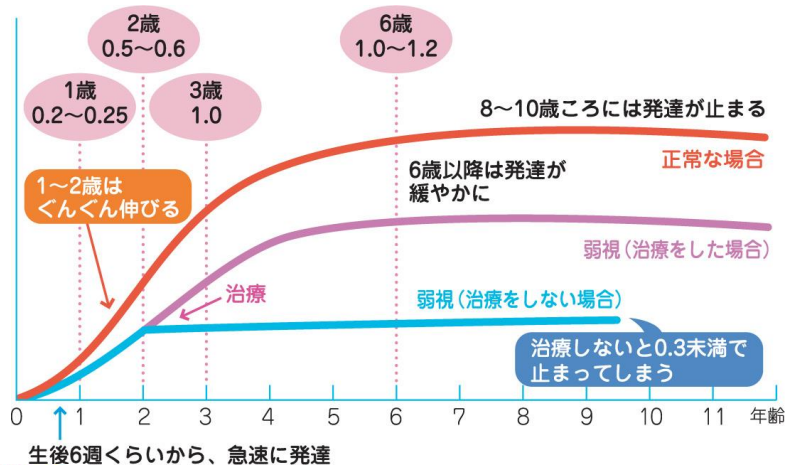 2歳
0.5〜0.6
6歳
1.0〜1.2
1歳
0.2〜0.25
3歳
1.0
8〜10歳ころには発達が止まる
正常な場合
1〜2歳は
ぐんぐん伸びる
6歳以降は発達が
緩やかに
弱視（治療をした場合）
治療
弱視（治療をしない場合）
治療しないと0.3未満で
止まってしまう
0 1 2 3 4 5 6 7 8 9 10 11 年齢
生後6週くらいから、急速に発達